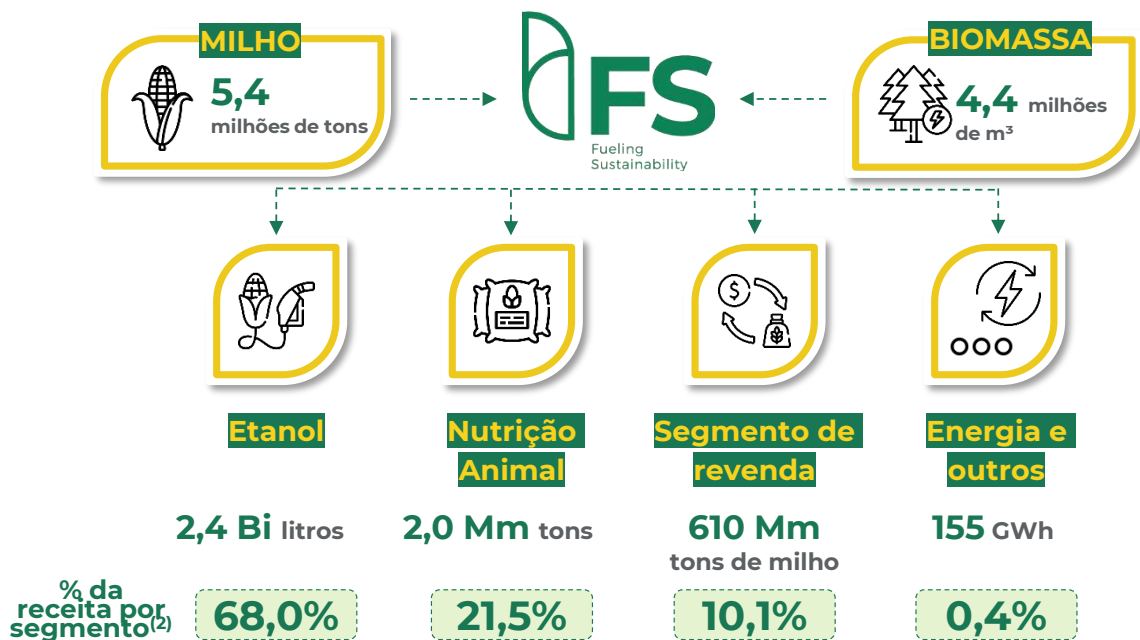 MILHO
5,4
milhões de tons
FS
Fueling
Sustainability
BIOMASSA
4,4 milhões
de m³
$
Etanol
Nutrição
Animal
Segmento de
revenda
Energia e
outros
2,4 Bi litros
2,0 Mm tons
610 Mm
tons de milho
155 GWh
% da
receita por
segmento(2)
68,0%
21,5%
10,1%
0,4%